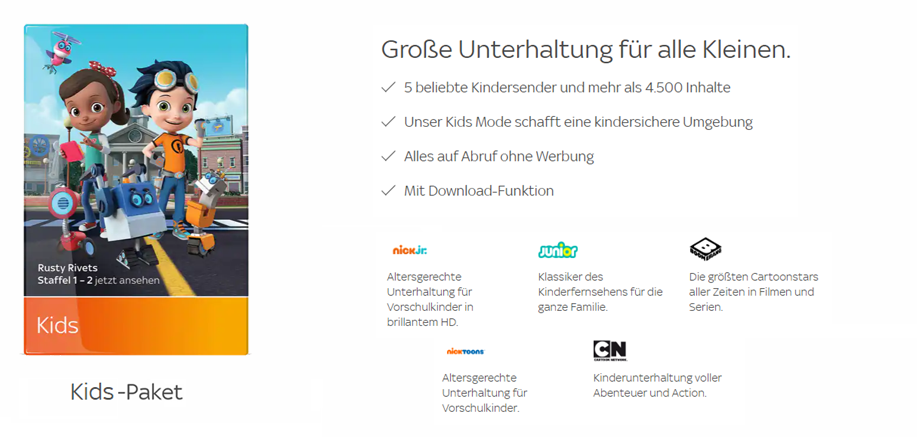 Große Unterhaltung für alle Kleinen.
5 beliebte Kindersender und mehr als 4.500 Inhalte
Unser Kids Mode schafft eine kindersichere Umgebung
Alles auf Abruf ohne Werbung
Mit Download-Funktion
Rusty Rivets
Staffel 1 – 2 jetzt ansehen
Kids
Kids -Paket
nick jr.
Altersgerechte
Unterhaltung für
Vorschulkinder in
brillantem HD.
JUNIOR
Klassiker des
Kinderfernsehens für die
ganze Familie.
Die größten Cartoonstars
aller Zeiten in Filmen und
Serien.
nicktoons
Altersgerechte
Unterhaltung für
Vorschulkinder.
CN
CARTOON NETWORK
Kinderunterhaltung voller
Abenteuer und Action.